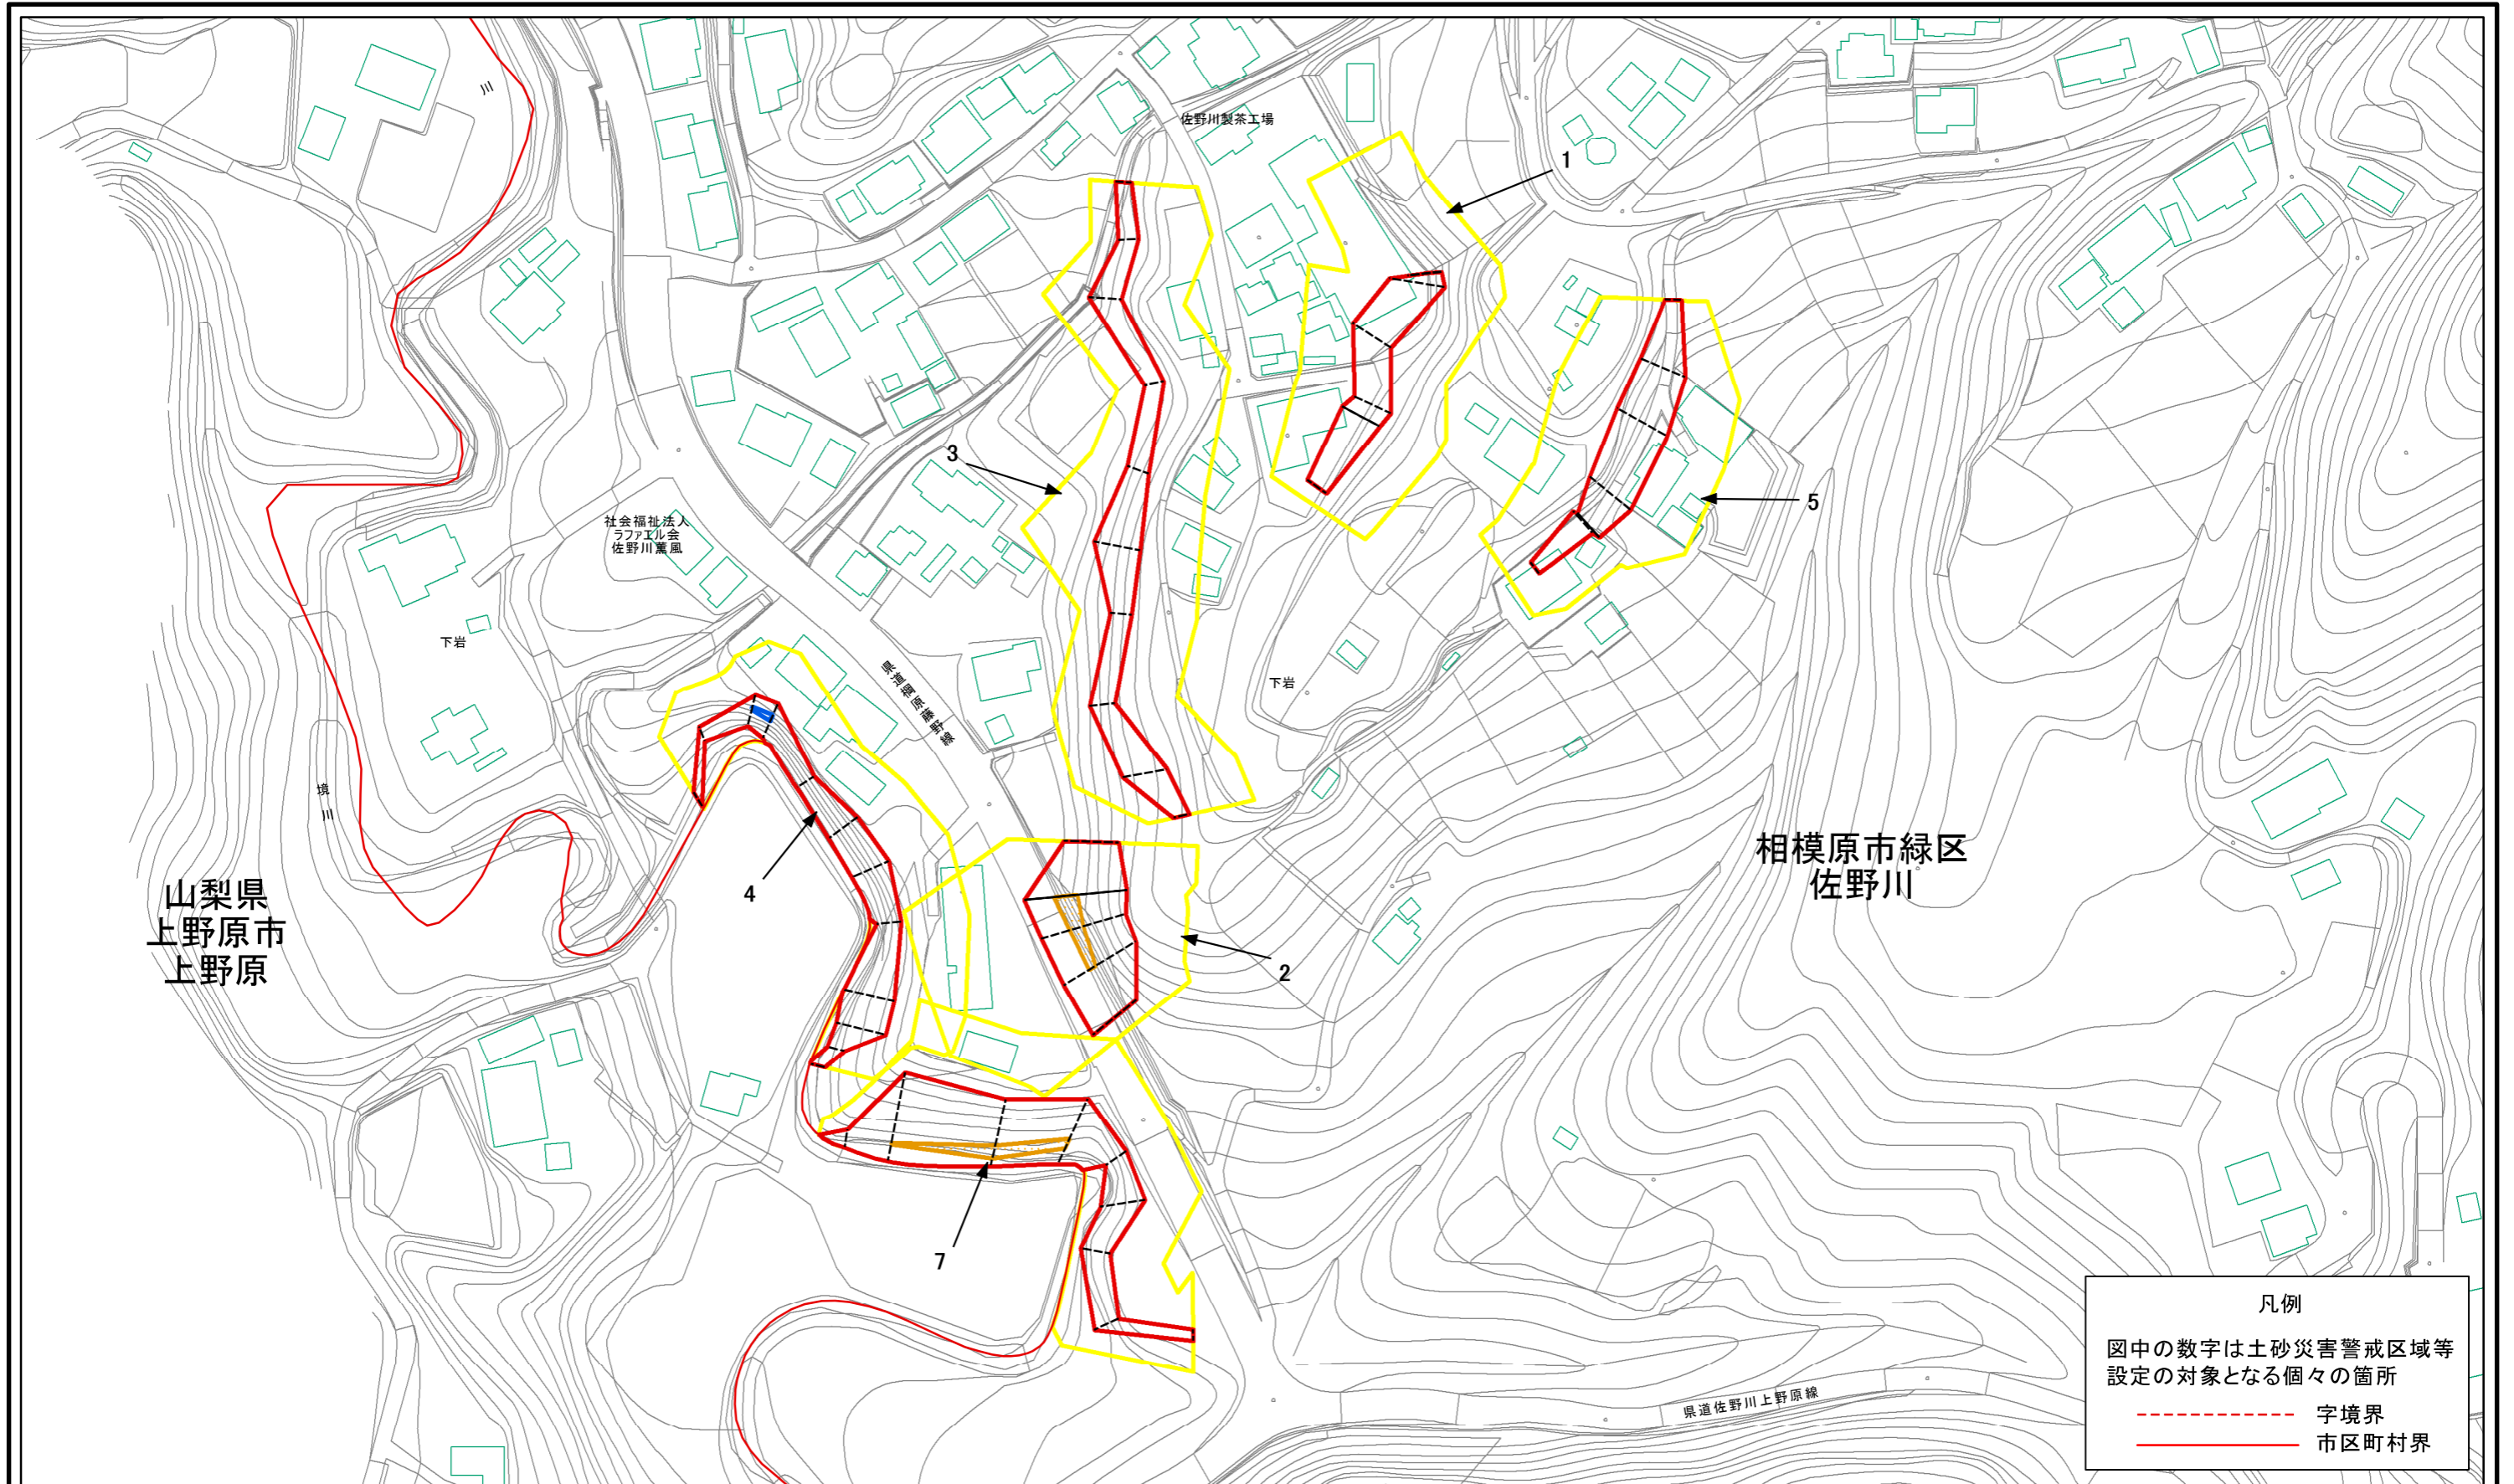 川
佐野川製茶工場
1
3
5
社会福祉法人
ラファエル会
佐野川薫風
下岩
下岩
県道棡原藤野線
境川
4
2
7
山梨県
上野原市
上野原
相模原市緑区
佐野川
県道佐野川上野原線
凡例
図中の数字は土砂災害警戒区域等
設定の対象となる個々の箇所
字境界
市区町村界